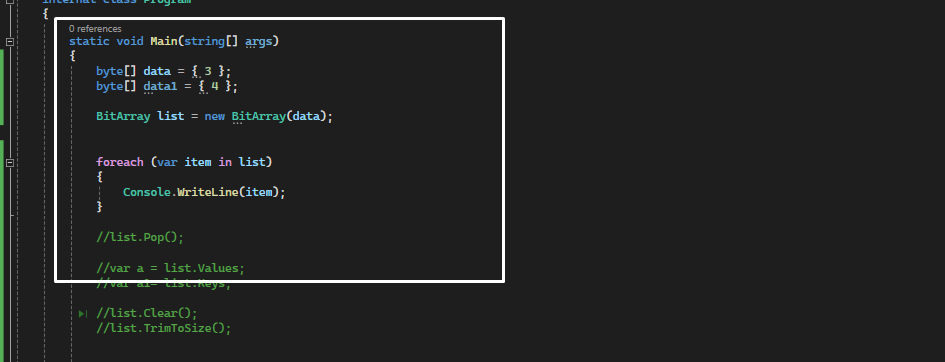 internal class Program
{
0 references
static void Main(string[] args)
{
byte[] data = { 3 };
byte[] data1 = { 4 };
BitArray list = new BitArray(data);
foreach (var item in list)
{
Console.WriteLine(item);
}
//list.Pop();
//var a = list.Values;
//var a1= list.Keys;
//list.Clear();
//list.TrimToSize();